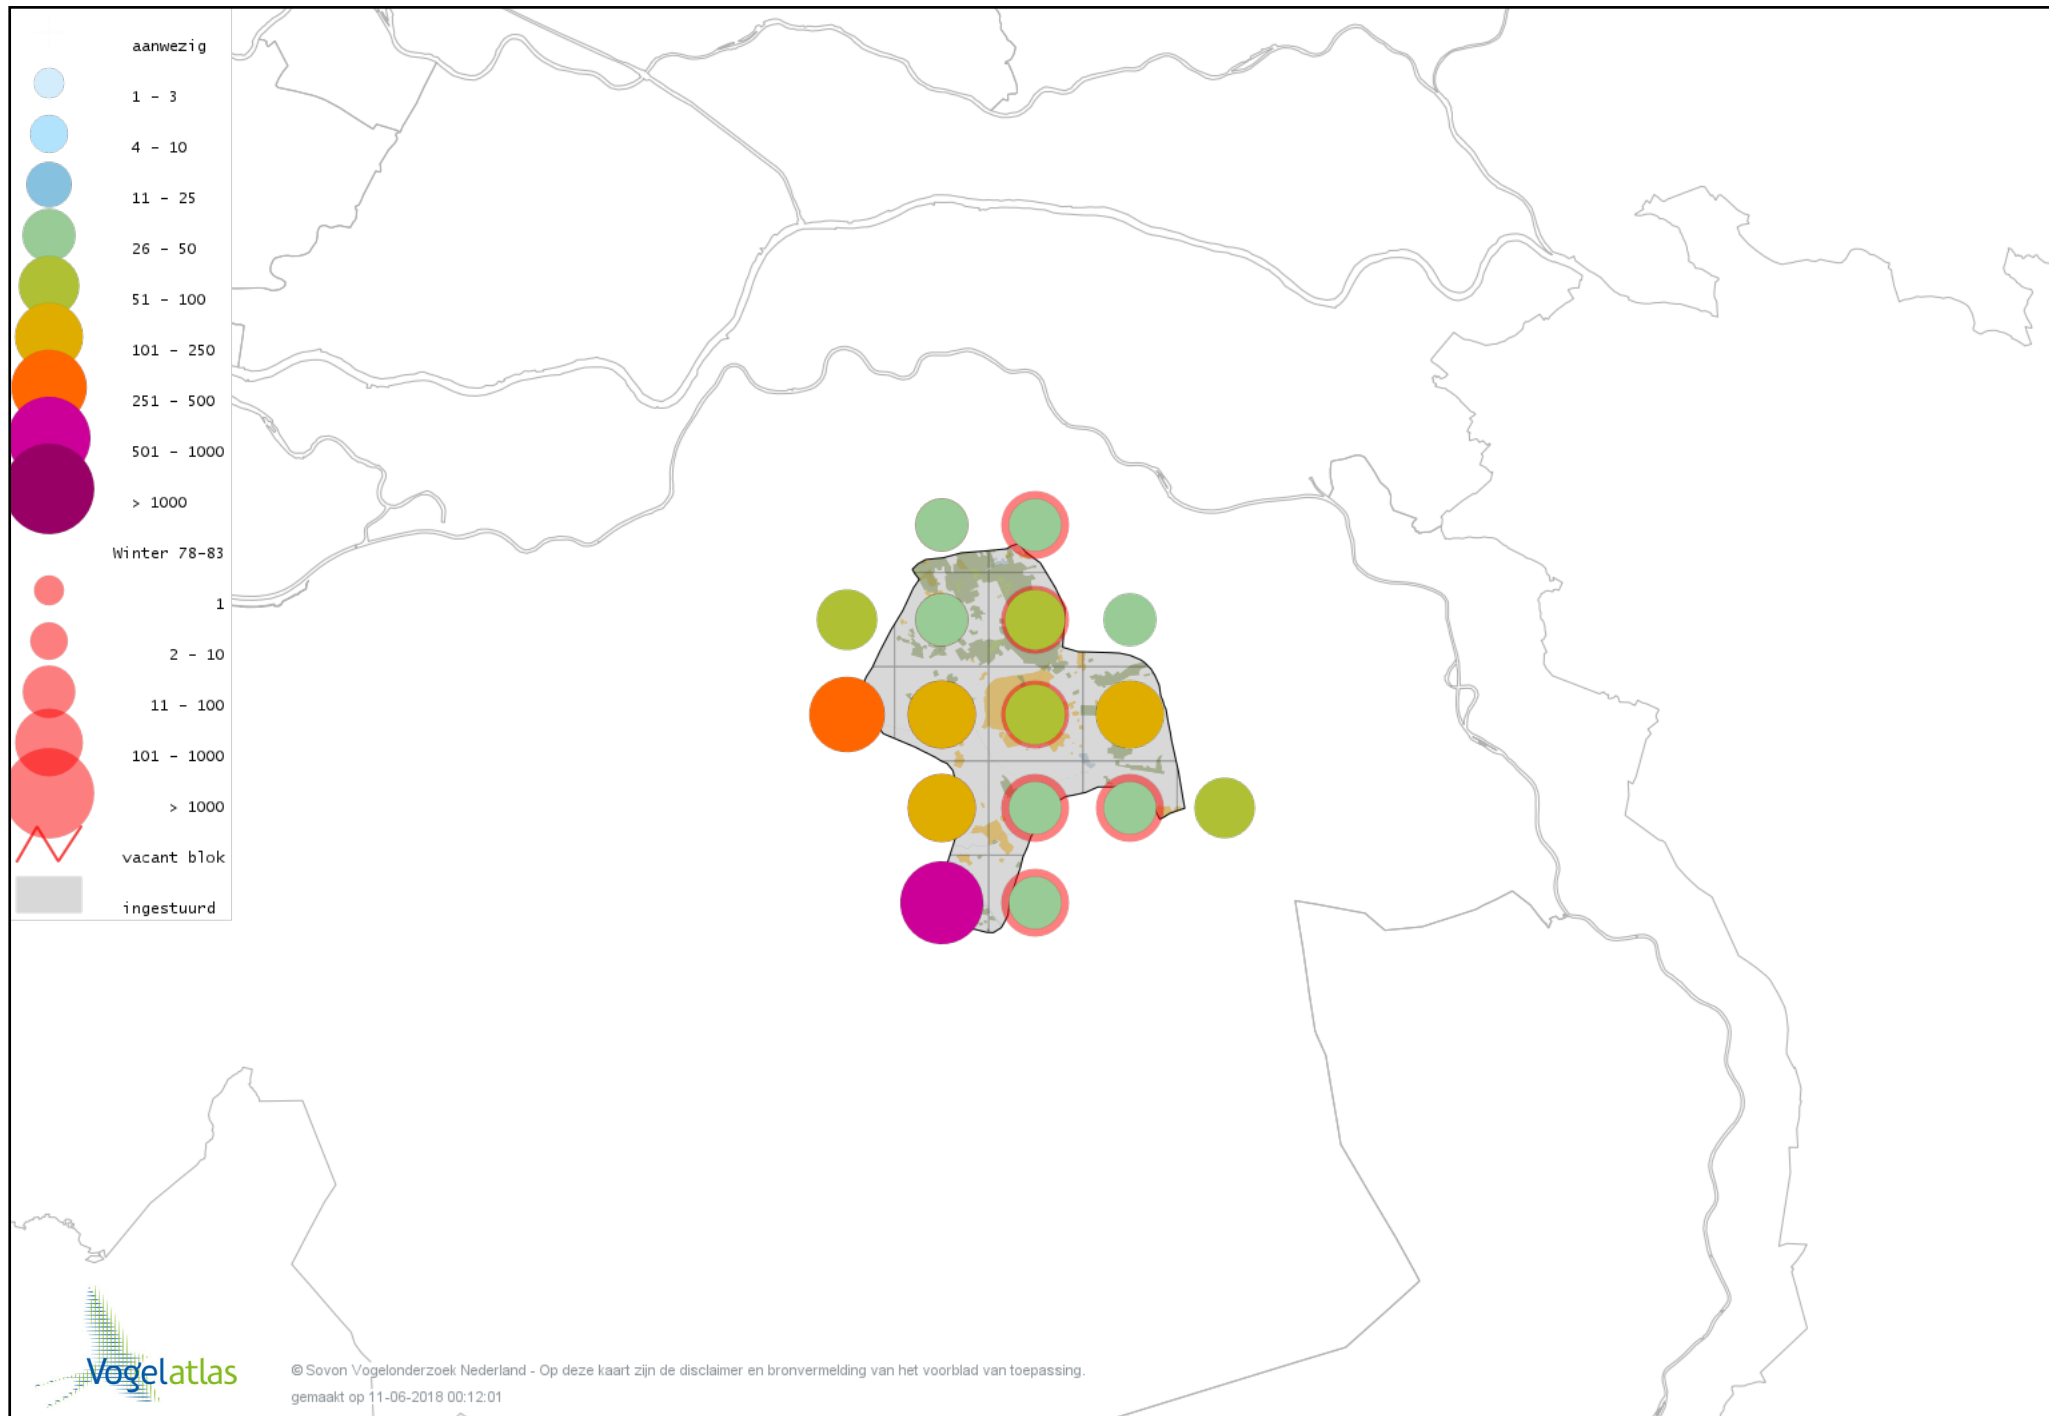 aanwezig
1 - 3
4 - 10
11 - 25
26 - 50
51 - 100
101 - 250
251 - 500
501 - 1000
> 1000
Winter 78-83
1
2 - 10
11 - 100
101 - 1000
> 1000
vacant blok
ingestuurd
Vogelatlas
© Sovon Vogelonderzoek Nederland - Op deze kaart zijn de disclaimer en bronvermelding van het voorblad van toepassing.
gemaakt op 11-06-2018 00:12:01